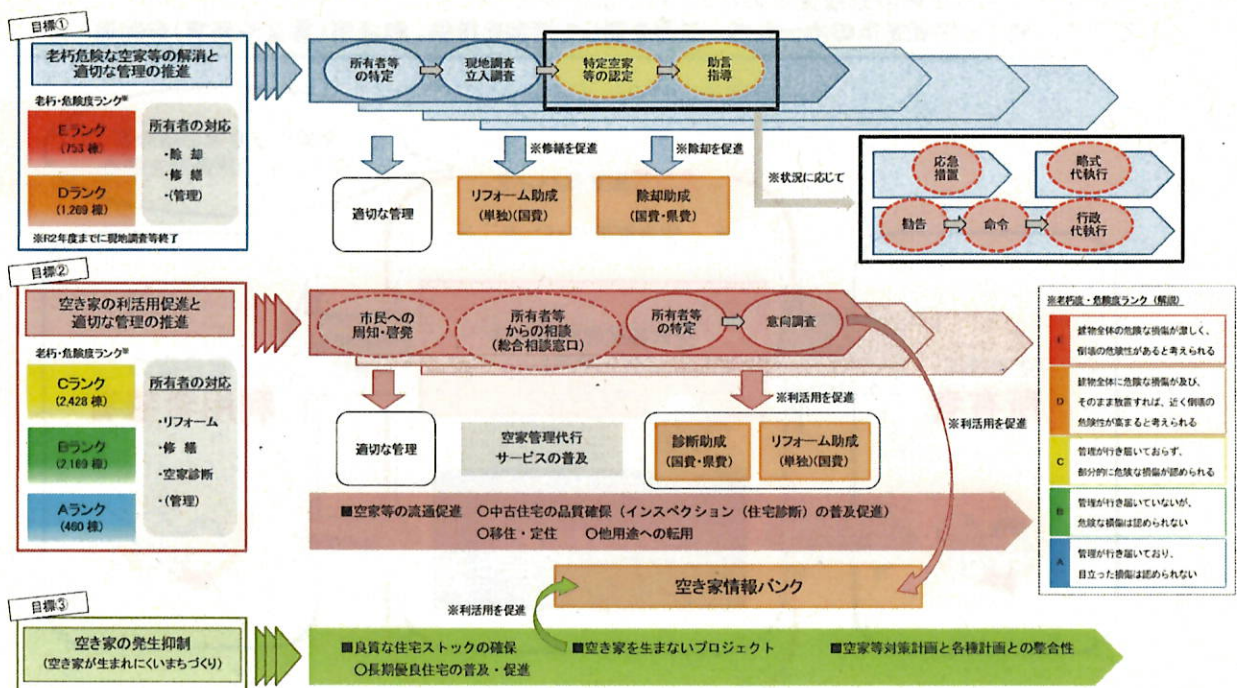 目標①
老朽危険な空家等の解消と
適切な管理の推進
老朽・危険度ランク※
Eランク
(753 棟)
Dランク
(1,269 棟)
所有者の対応
・除 却
・修 繕
・(管理)
※R2年度までに現地調査等終了
所有者等
の特定
現地調査
立入調査
特定空家
等の認定
助言
指導
※修繕を促進
※除却を促進
適切な管理
リフォーム助成
(単独)(国費)
除却助成
(国費・県費)
※状況に応じて
応急
措置
略式
代執行
勧告
命令
行政
代執行
目標②
空き家の利活用促進と
適切な管理の推進
老朽・危険度ランク※
Cランク
(2,428 棟)
Bランク
(2,169 棟)
Aランク
(460 棟)
所有者の対応
・リフォーム
・修 繕
・空家診断
・(管理)
市民への
周知・啓発
所有者等
からの相談
(総合相談窓口)
所有者等
の特定
意向調査
※利活用を促進
※利活用を促進
適切な管理
空家管理代行
サービスの普及
診断助成
(国費・県費)
リフォーム助成
(単独)(国費)
■空家等の流通促進 ○中古住宅の品質確保(インスペクション(住宅診断)の普及促進)
○移住・定住 ○他用途への転用
空き家情報バンク
※利活用を促進
※老朽度・危険度ランク(解説)
E
建物全体の危険な損傷が激しく、
倒壊の危険性があると考えられる
D
建物全体に危険な損傷が及び、
そのまま放置すれば、近く倒壊の
危険性が高まると考えられる
C
管理が行き届いておらず、
部分的に危険な損傷が認められる
B
管理が行き届いていないが、
危険な損傷は認められない
A
管理が行き届いており、
目立った損傷は認められない
目標③
空き家の発生抑制
(空き家が生まれにくいまちづくり)
■良質な住宅ストックの確保
○長期優良住宅の普及・促進
■空き家を生まないプロジェクト
■空家等対策計画と各種計画との整合性